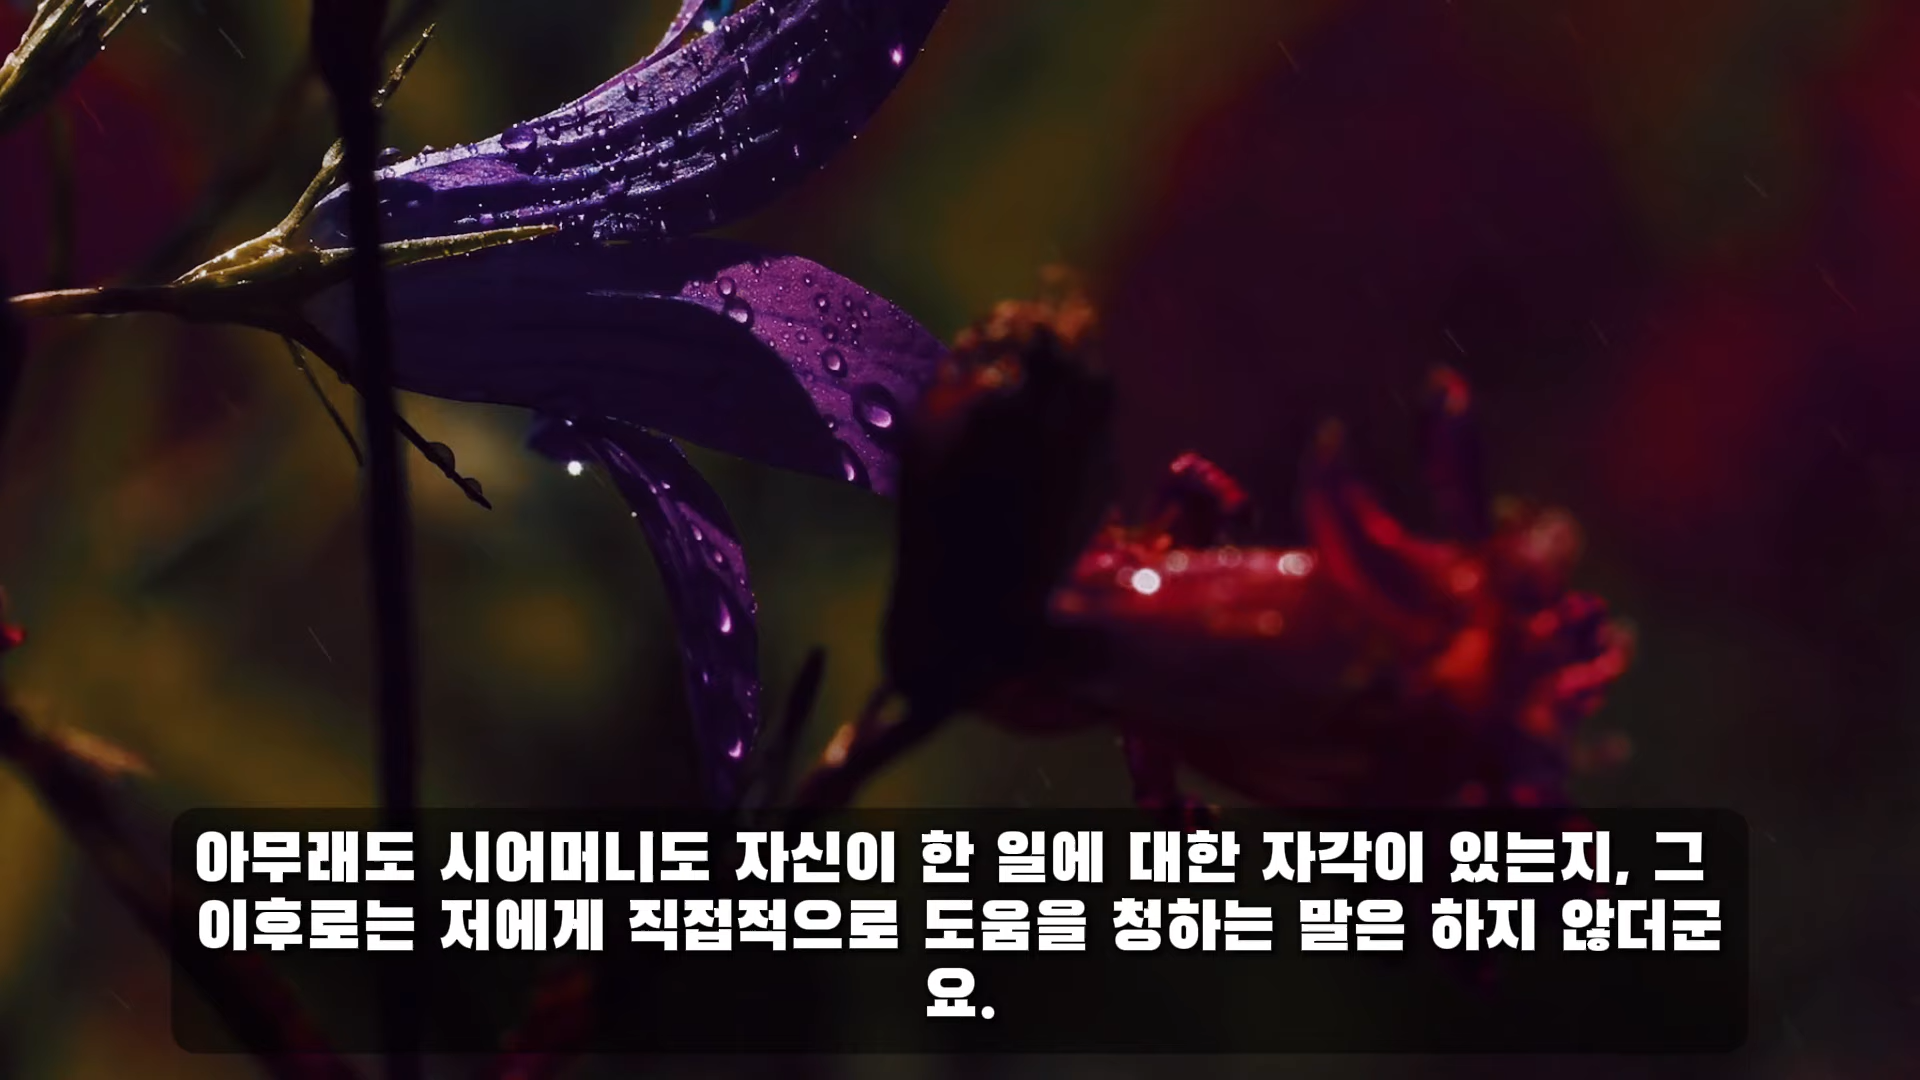 아무래도 시어머니도 자신이 한 일에 대한 자각이 있는지, 그
이후로는 저에게 직접적으로 도움을 청하는 말은 하지 않더군
요.